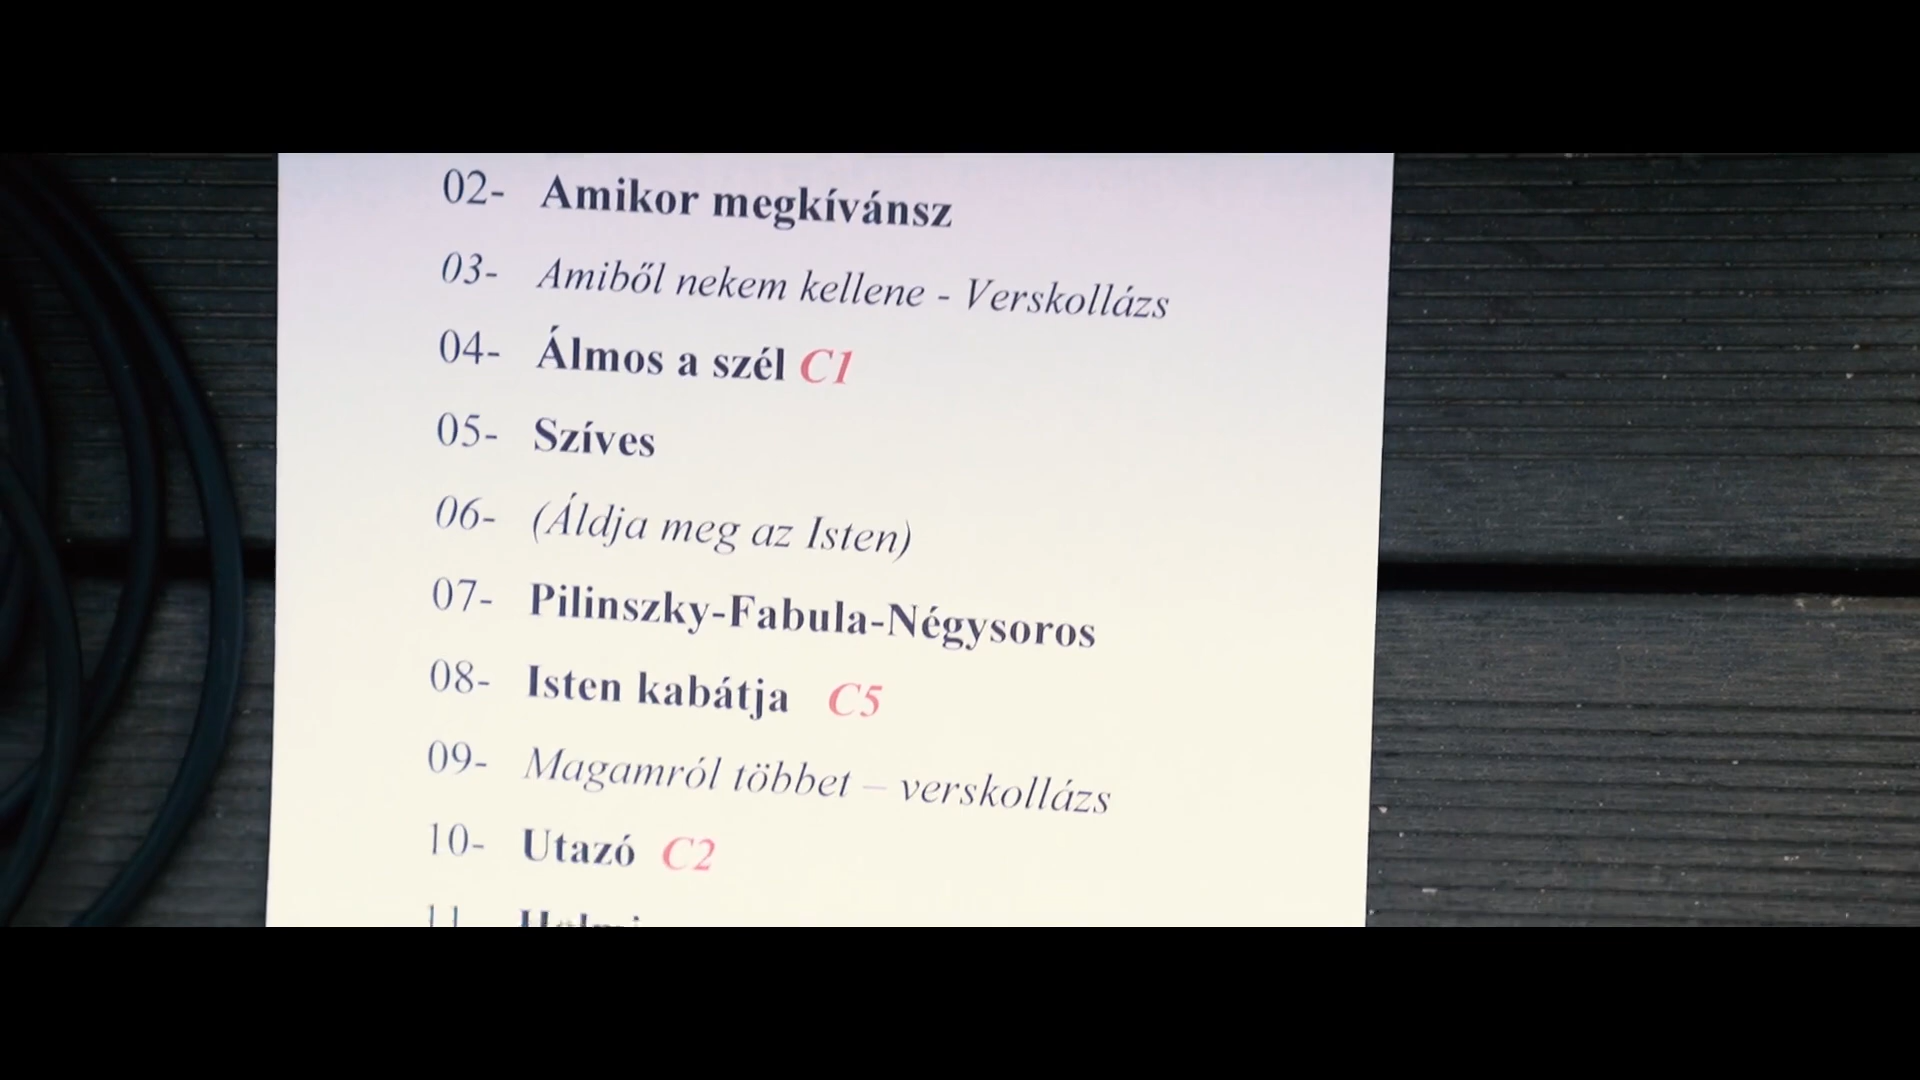 02- Amikor megkívánsz
03- Amiből nekem kellene - Verskollázs
04- Álmos a szél C1
05- Szíves
06- (Áldja meg az Isten)
07- Pilinszky-Fabula-Négysoros
08- Isten kabátja C5
09- Magamról többet – verskollázs
10- Utazó C2
11